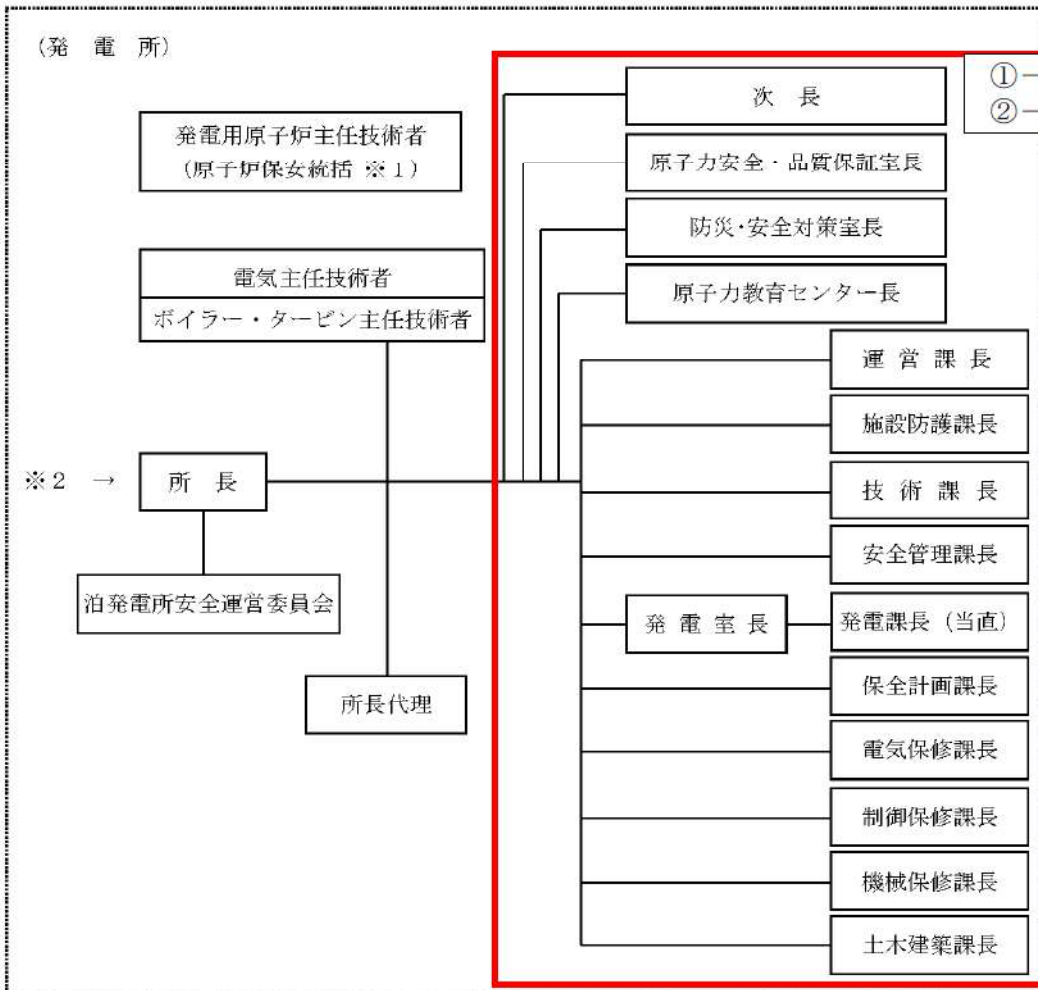 (発 電 所)
①－
②－
次 長
発電用原子炉主任技術者
(原子炉保安統括 ※1)
原子力安全・品質保証室長
防災・安全対策室長
電気主任技術者
ボイラー・タービン主任技術者
原子力教育センター長
運 営 課 長
施設防護課長
※2 → 所 長
技 術 課 長
安全管理課長
泊発電所安全運営委員会
発 電 室 長
発電課長 (当直)
保全計画課長
所長代理
電気保修課長
制御保修課長
機械保修課長
土木建築課長